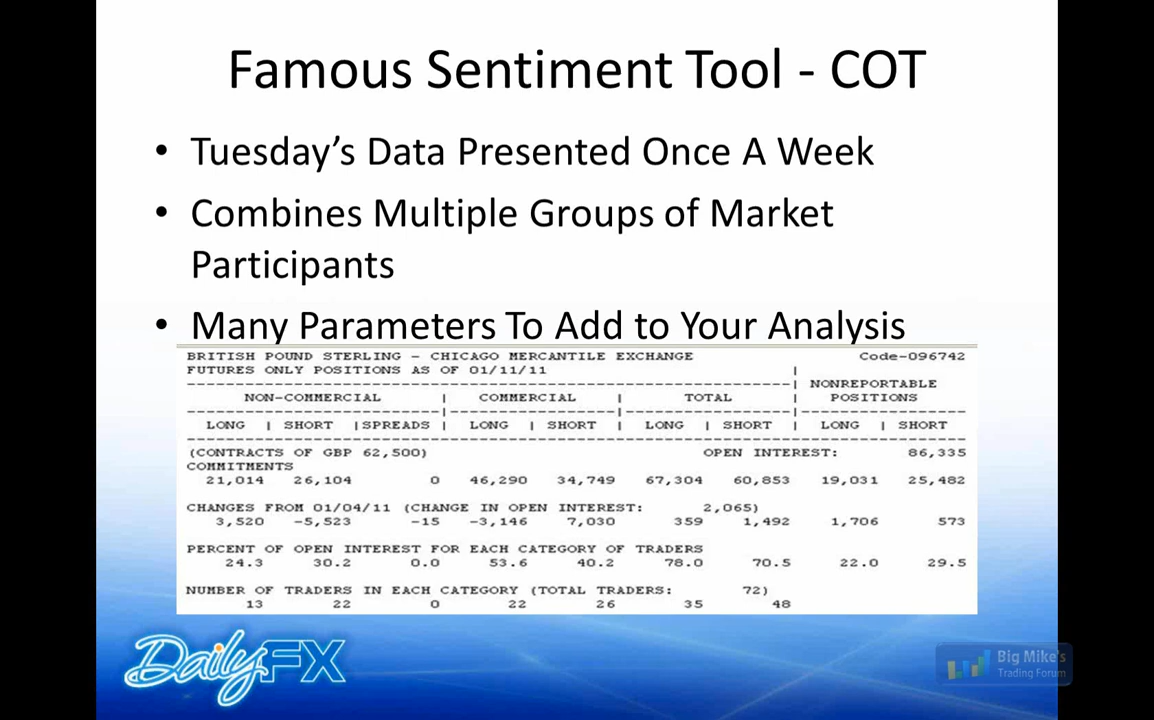 Famous Sentiment Tool - COT
• Tuesday’s Data Presented Once A Week
• Combines Multiple Groups of Market
Participants
• Many Parameters To Add to Your Analysis
BRITISH POUND STERLING - CHICAGO MERCANTILE EXCHANGE Code-096742
FUTURES ONLY POSITIONS AS OF 01/11/11 |
--------------------------------------------------------------| NONREPORTABLE
NON-COMMERCIAL | COMMERCIAL | TOTAL | POSITIONS
--------------------------|------------------|------------------|-----------------
LONG | SHORT |SPREADS | LONG | SHORT | LONG | SHORT | LONG | SHORT
--------------------------------------------------------------------------------
(CONTRACTS OF GBP 62,500) OPEN INTEREST: 86,335
COMMITMENTS
21,014 26,104 0 46,290 34,749 67,304 60,853 19,031 25,482
CHANGES FROM 01/04/11 (CHANGE IN OPEN INTEREST: 2,065)
3,520 -5,523 -15 -3,146 7,030 359 1,492 1,706 573
PERCENT OF OPEN INTEREST FOR EACH CATEGORY OF TRADERS
24.3 30.2 0.0 53.6 40.2 78.0 70.5 22.0 29.5
NUMBER OF TRADERS IN EACH CATEGORY (TOTAL TRADERS: 72)
13 22 0 22 26 35 48
DailyFX
Big Mike's
Trading Forum